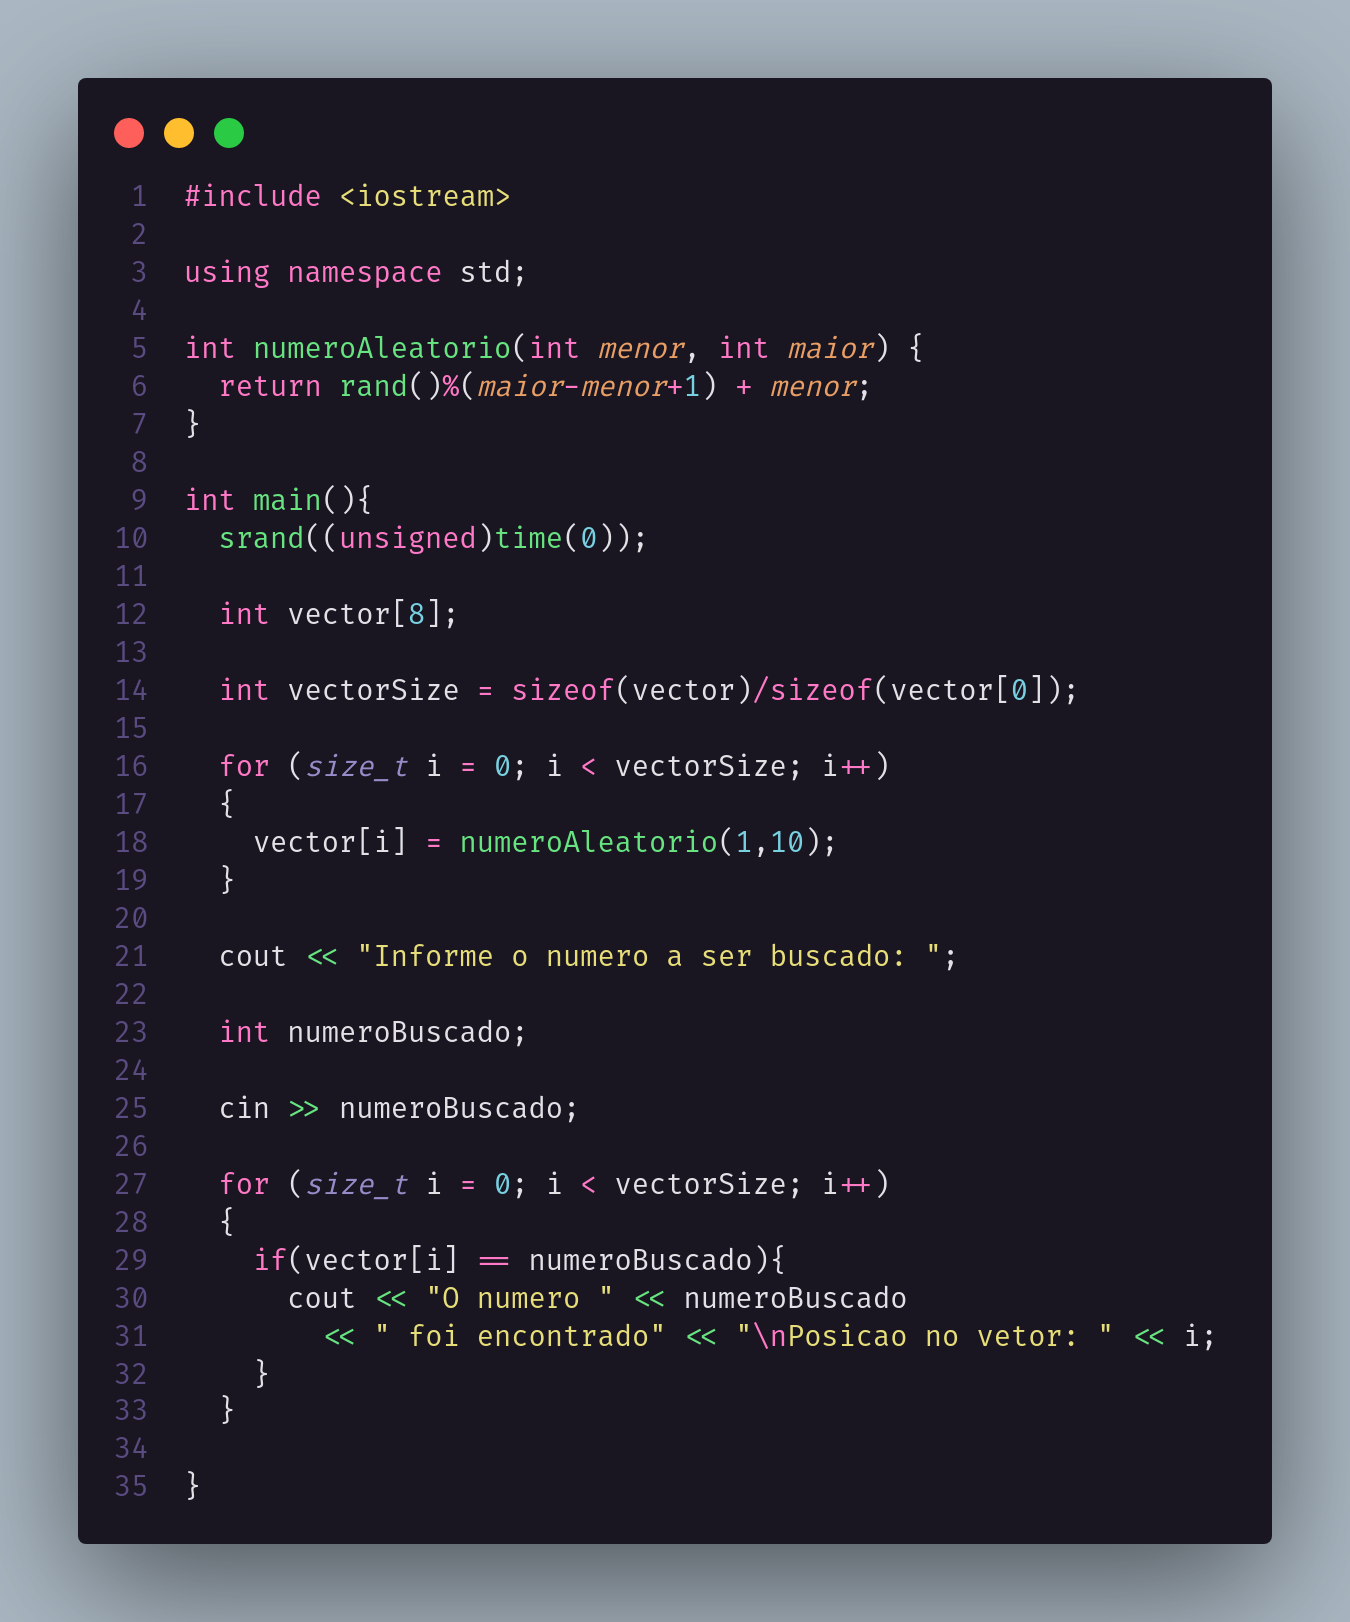 1 #include <iostream>
2
3 using namespace std;
4
5 int numeroAleatorio(int menor, int maior) {
6   return rand()%(maior-menor+1) + menor;
7 }
8
9 int main(){
10   srand((unsigned)time(0));
11
12   int vector[8];
13
14   int vectorSize = sizeof(vector)/sizeof(vector[0]);
15
16   for (size_t i = 0; i < vectorSize; i++)
17   {
18     vector[i] = numeroAleatorio(1,10);
19   }
20
21   cout << "Informe o numero a ser buscado: ";
22
23   int numeroBuscado;
24
25   cin >> numeroBuscado;
26
27   for (size_t i = 0; i < vectorSize; i++)
28   {
29     if(vector[i] == numeroBuscado){
30       cout << "O numero " << numeroBuscado
31         << " foi encontrado" << "\nPosicao no vetor: " << i;
32     }
33   }
34
35 }